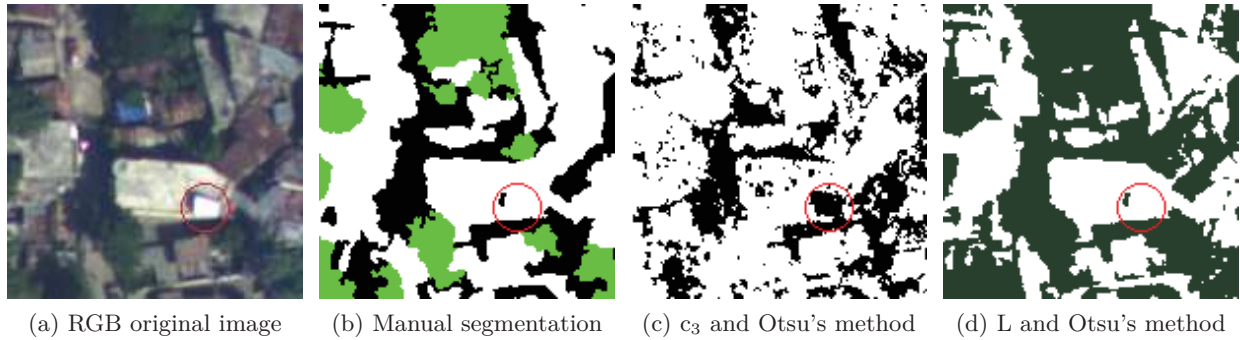 (a) RGB original image
(b) Manual segmentation
(c) c₃ and Otsu's method
(d) L and Otsu's method